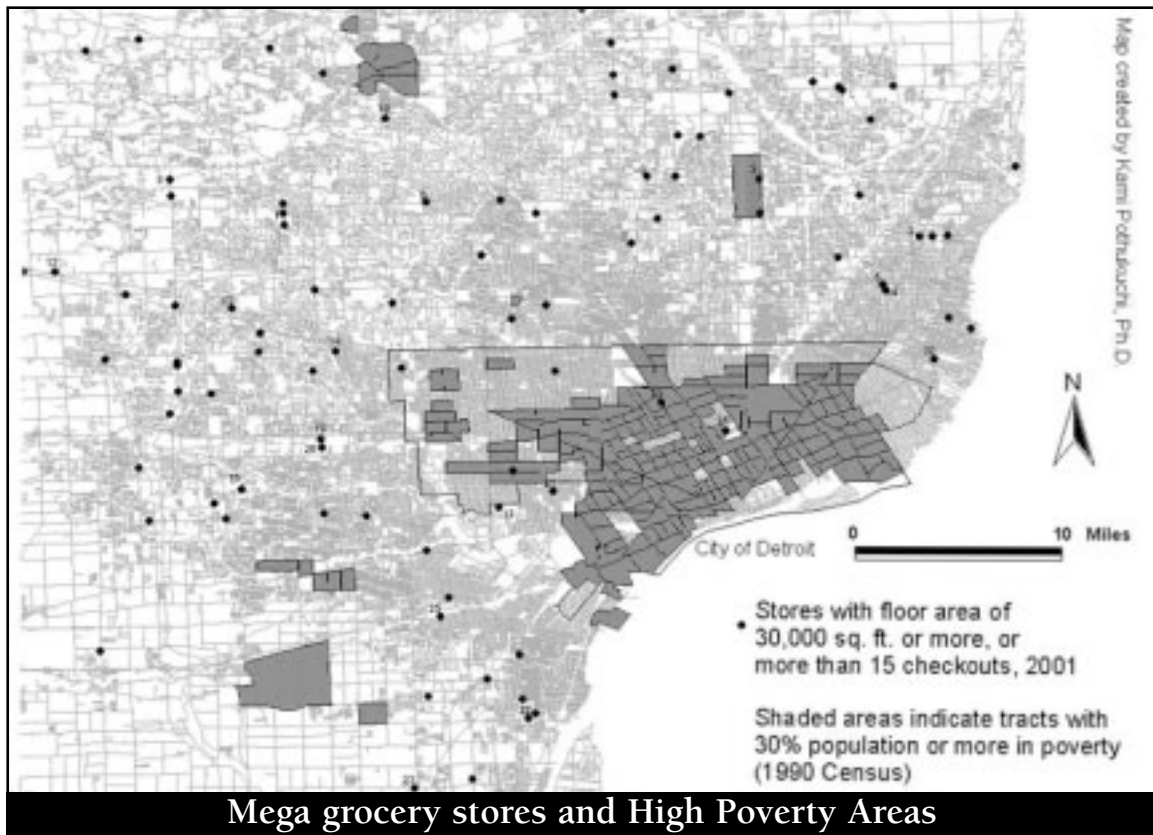 Map created by Kami Pothukuchi, Ph.D
N
City of Detroit
0 10 Miles
Stores with floor area of
30,000 sq. ft. or more, or
more than 15 checkouts, 2001
Shaded areas indicate tracts with
30% population or more in poverty
(1990 Census)
Mega grocery stores and High Poverty Areas